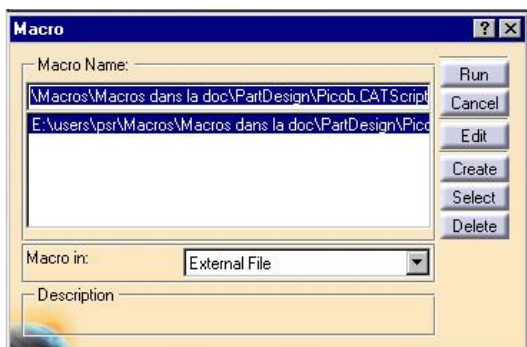 Macro
Macro Name:
\Macros\Macros dans la doc\PartDesign\Picob.CATScript
E:\users\psr\Macros\Macros dans la doc\PartDesign\Pico
Run
Cancel
Edit
Create
Select
Delete
Macro in:
External File
Description